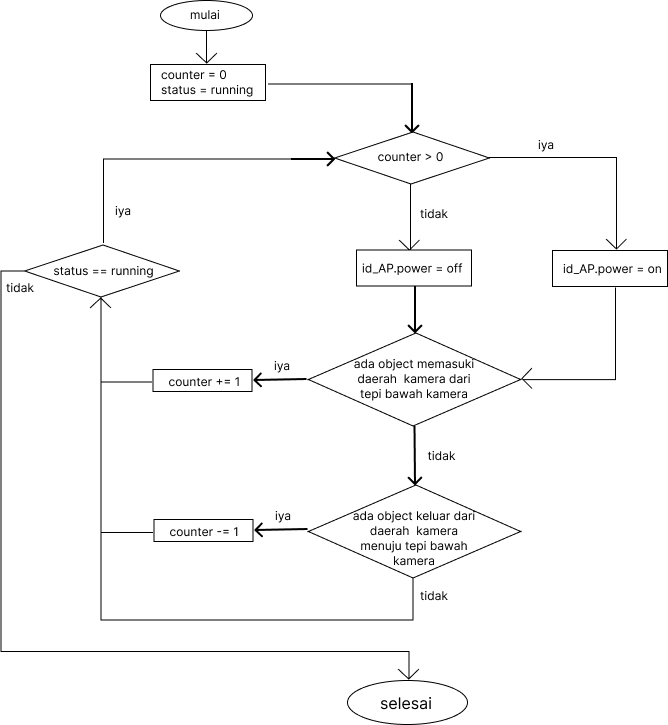 mulai
counter = 0
status = running
counter > 0
iya
tidak
iya
status == running
tidak
id_AP.power = off
id_AP.power = on
ada object memasuki
daerah kamera dari
tepi bawah kamera
iya
counter += 1
tidak
ada object keluar dari
daerah kamera
menuju tepi bawah
kamera
iya
counter -= 1
tidak
selesai